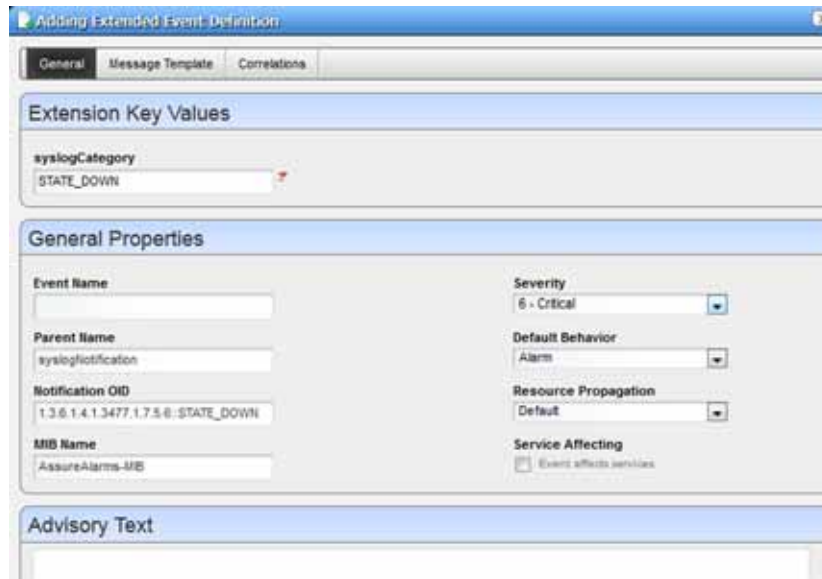 Adding Extended Event Definition
General Message Template Correlations
Extension Key Values
syslogCategory
STATE_DOWN
General Properties
Event Name
Severity
6 - Critical
Parent Name
syslogNotification
Default Behavior
Alarm
Notification OID
1.3.6.1.4.1.3477.1.7.5.6::STATE_DOWN
Resource Propagation
Default
MIB Name
AssureAlarms-MIB
Service Affecting
Event affects services
Advisory Text